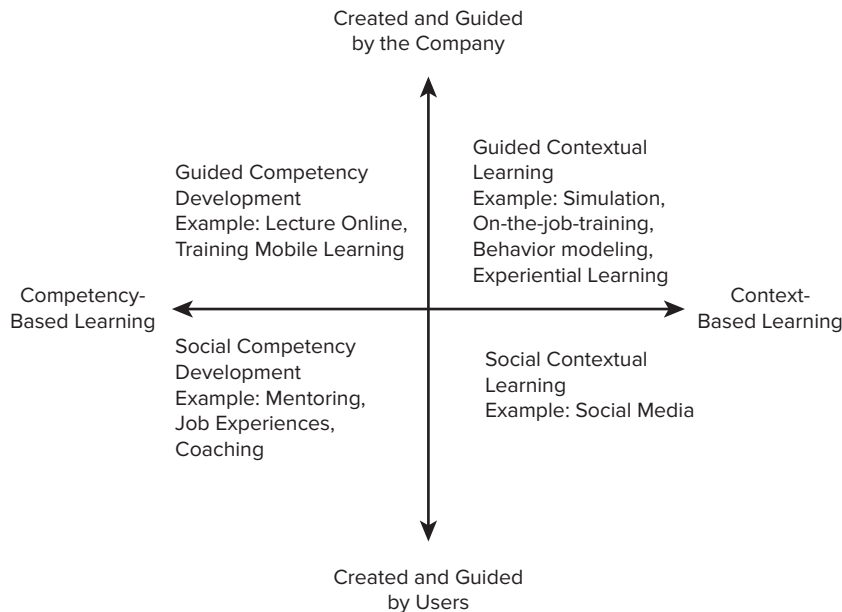 Created and Guided
by the Company
Guided Competency
Development
Example: Lecture Online,
Training Mobile Learning
Guided Contextual
Learning
Example: Simulation,
On-the-job-training,
Behavior modeling,
Experiential Learning
Competency-
Based Learning
Context-
Based Learning
Social Competency
Development
Example: Mentoring,
Job Experiences,
Coaching
Social Contextual
Learning
Example: Social Media
Created and Guided
by Users